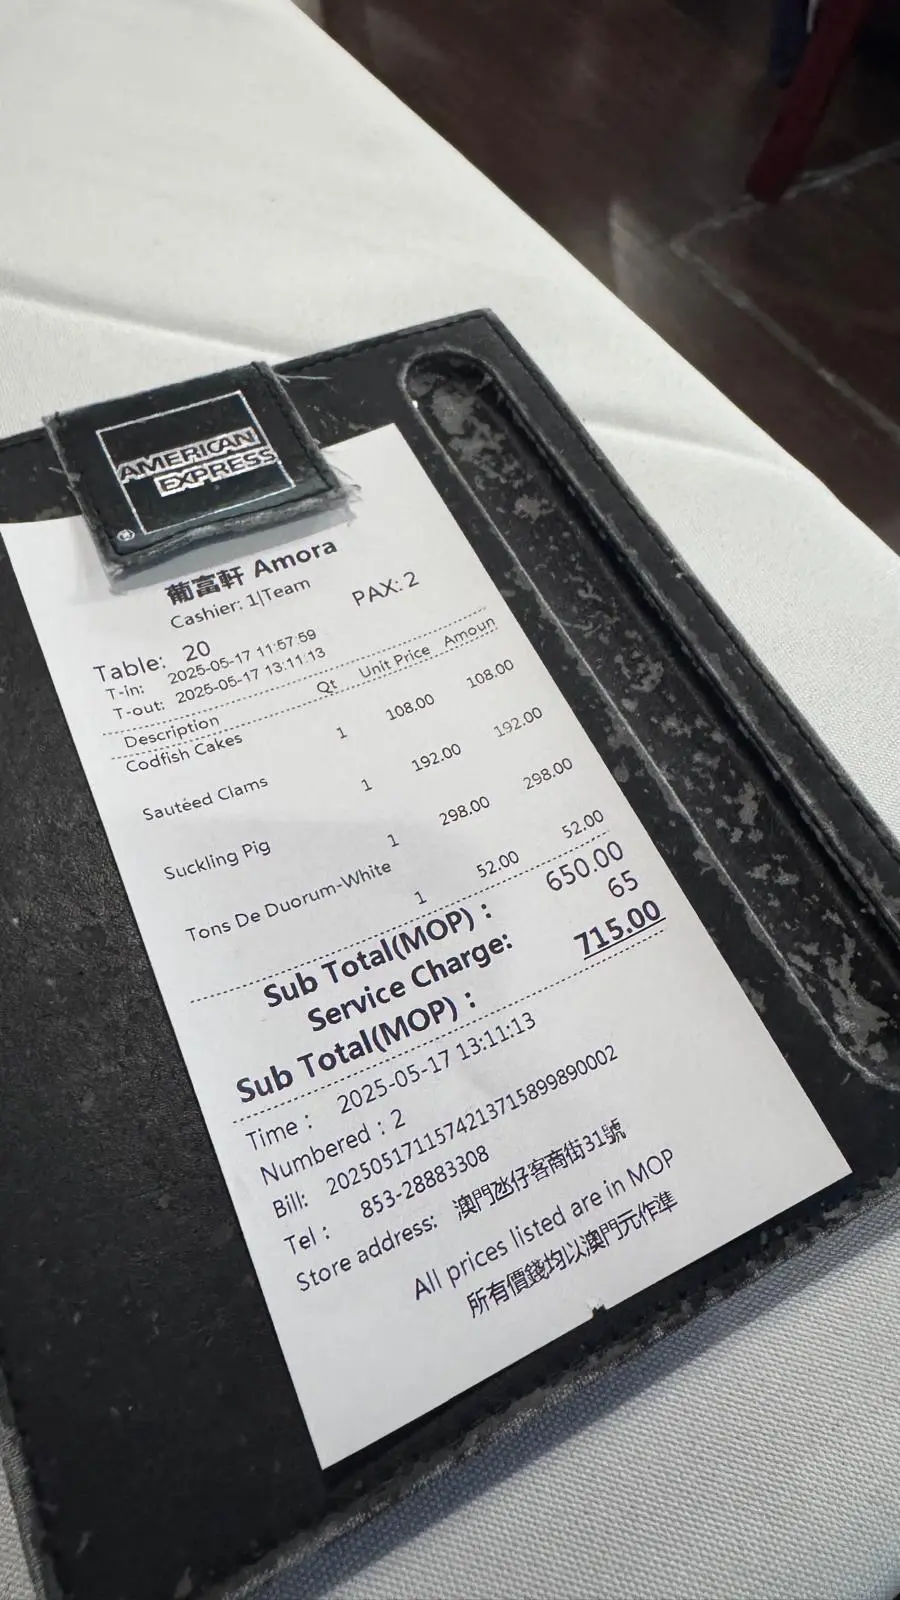 AMERICAN
EXPRESS
葡富軒 Amora
Cashier: 1|Team
Table: 20 PAX: 2
T-in: 2025-05-17 11:57:59
T-out: 2025-05-17 13:11:13
Description Qt Unit Price Amoun
Codfish Cakes 1 108.00 108.00
Sautéed Clams 1 192.00 192.00
Suckling Pig 1 298.00 298.00
Tons De Duorum-White 1 52.00 52.00
Sub Total(MOP) : 650.00
Service Charge: 65
Sub Total(MOP) : 715.00
Time : 2025-05-17 13:11:13
Numbered : 2
Bill: 20250517115742137158998​90002
Tel : 853-28883308
Store address: 澳門氹仔客商街31號
All prices listed are in MOP
所有價錢均以澳門元作準